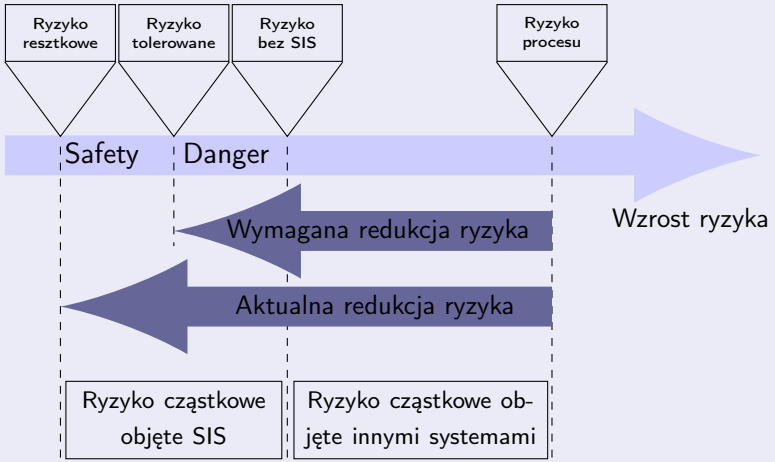 Ryzyko
resztkowe
Ryzyko
tolerowane
Ryzyko
bez SIS
Ryzyko
procesu
Safety
Danger
Wzrost ryzyka
Wymagana redukcja ryzyka
Aktualna redukcja ryzyka
Ryzyko cząstkowe
objęte SIS
Ryzyko cząstkowe ob-
jęte innymi systemami